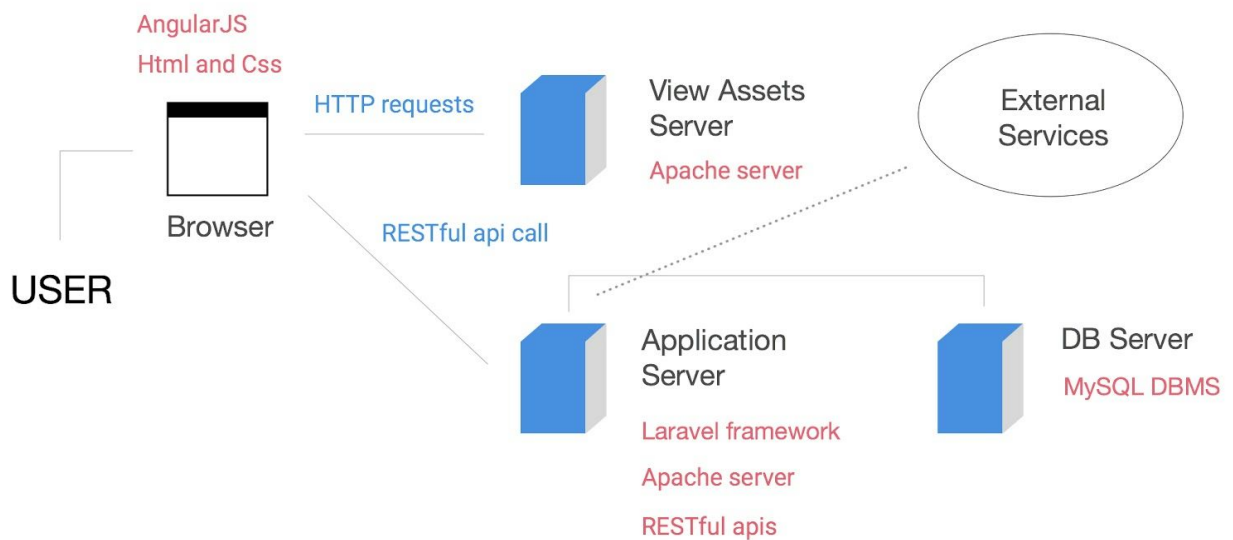 AngularJS
Html and Css
HTTP requests
View Assets
Server
Apache server
External
Services
Browser
RESTful api call
USER
Application
Server
Laravel framework
Apache server
RESTful apis
DB Server
MySQL DBMS